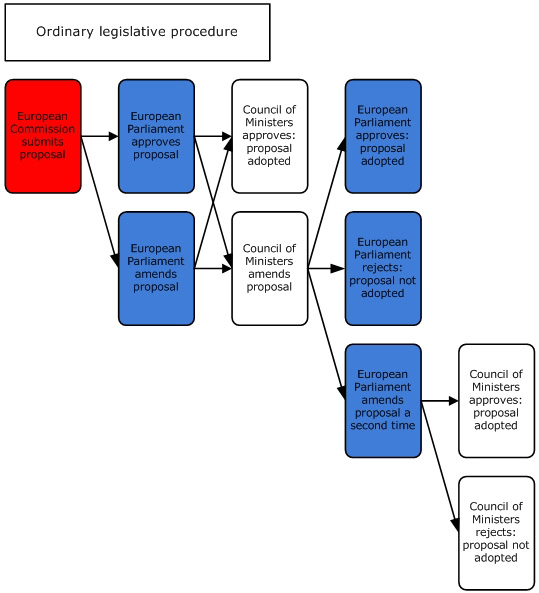 Ordinary legislative procedure
European
Commission
submits
proposal
European
Parliament
approves
proposal
Council of
Ministers
approves:
proposal
adopted
European
Parliament
approves:
proposal
adopted
European
Parliament
amends
proposal
Council of
Ministers
amends
proposal
European
Parliament
rejects:
proposal not
adopted
European
Parliament
amends
proposal a
second time
Council of
Ministers
approves:
proposal
adopted
Council of
Ministers
rejects:
proposal not
adopted